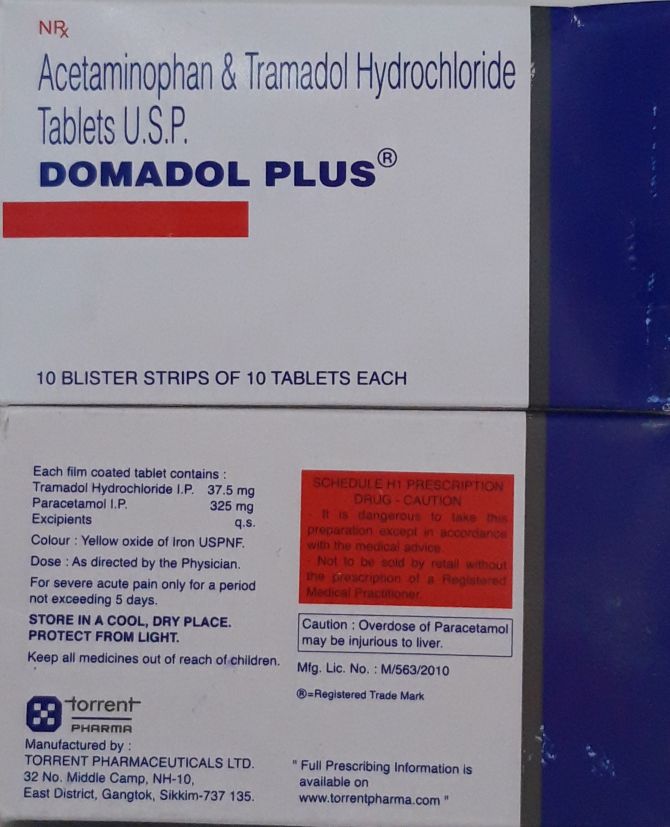 NRx
Acetaminophan & Tramadol Hydrochloride
Tablets U.S.P.
DOMADOL PLUS®
10 BLISTER STRIPS OF 10 TABLETS EACH
Each film coated tablet contains :
Tramadol Hydrochloride I.P. 37.5 mg
Paracetamol I.P. 325 mg
Excipients q.s.
Colour : Yellow oxide of Iron USPNF.
Dose : As directed by the Physician.
For severe acute pain only for a period
not exceeding 5 days.
STORE IN A COOL, DRY PLACE.
PROTECT FROM LIGHT.
Keep all medicines out of reach of children.
torrent
PHARMA
Manufactured by :
TORRENT PHARMACEUTICALS LTD.
32 No. Middle Camp, NH-10,
East District, Gangtok, Sikkim-737 135.
SCHEDULE H1 PRESCRIPTION
DRUG - CAUTION
- It is dangerous to take this
preparation except in accordance
with the medical advice.
- Not to be sold by retail without
the prescription of a Registered
Medical Practitioner.
Caution : Overdose of Paracetamol
may be injurious to liver.
Mfg. Lic. No. : M/563/2010
®=Registered Trade Mark
" Full Prescribing Information is
available on
www.torrentpharma.com "